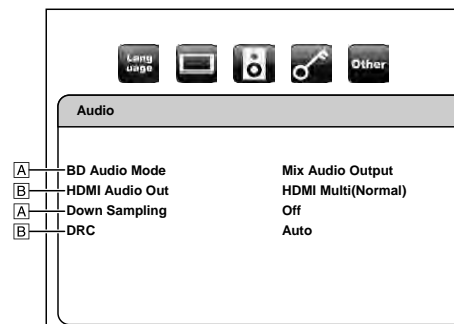 Lang
uage
Other
Audio
A BD Audio Mode Mix Audio Output
B HDMI Audio Out HDMI Multi(Normal)
A Down Sampling Off
B DRC Auto